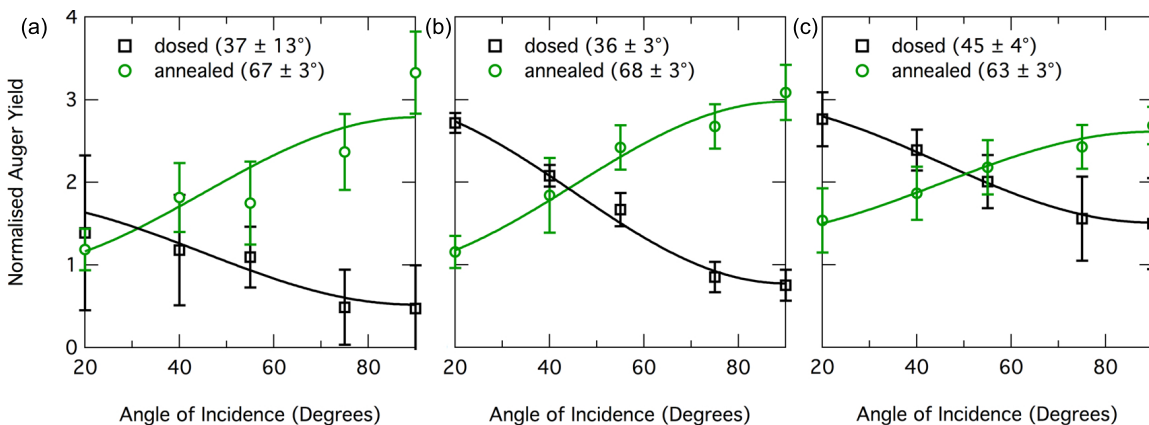 (a)
dosed (37 ± 13°)
annealed (67 ± 3°)
(b)
dosed (36 ± 3°)
annealed (68 ± 3°)
(c)
dosed (45 ± 4°)
annealed (63 ± 3°)
Normalised Auger Yield
4
3
2
1
0
20 40 60 80
20 40 60 80
20 40 60 80
Angle of Incidence (Degrees)
Angle of Incidence (Degrees)
Angle of Incidence (Degrees)